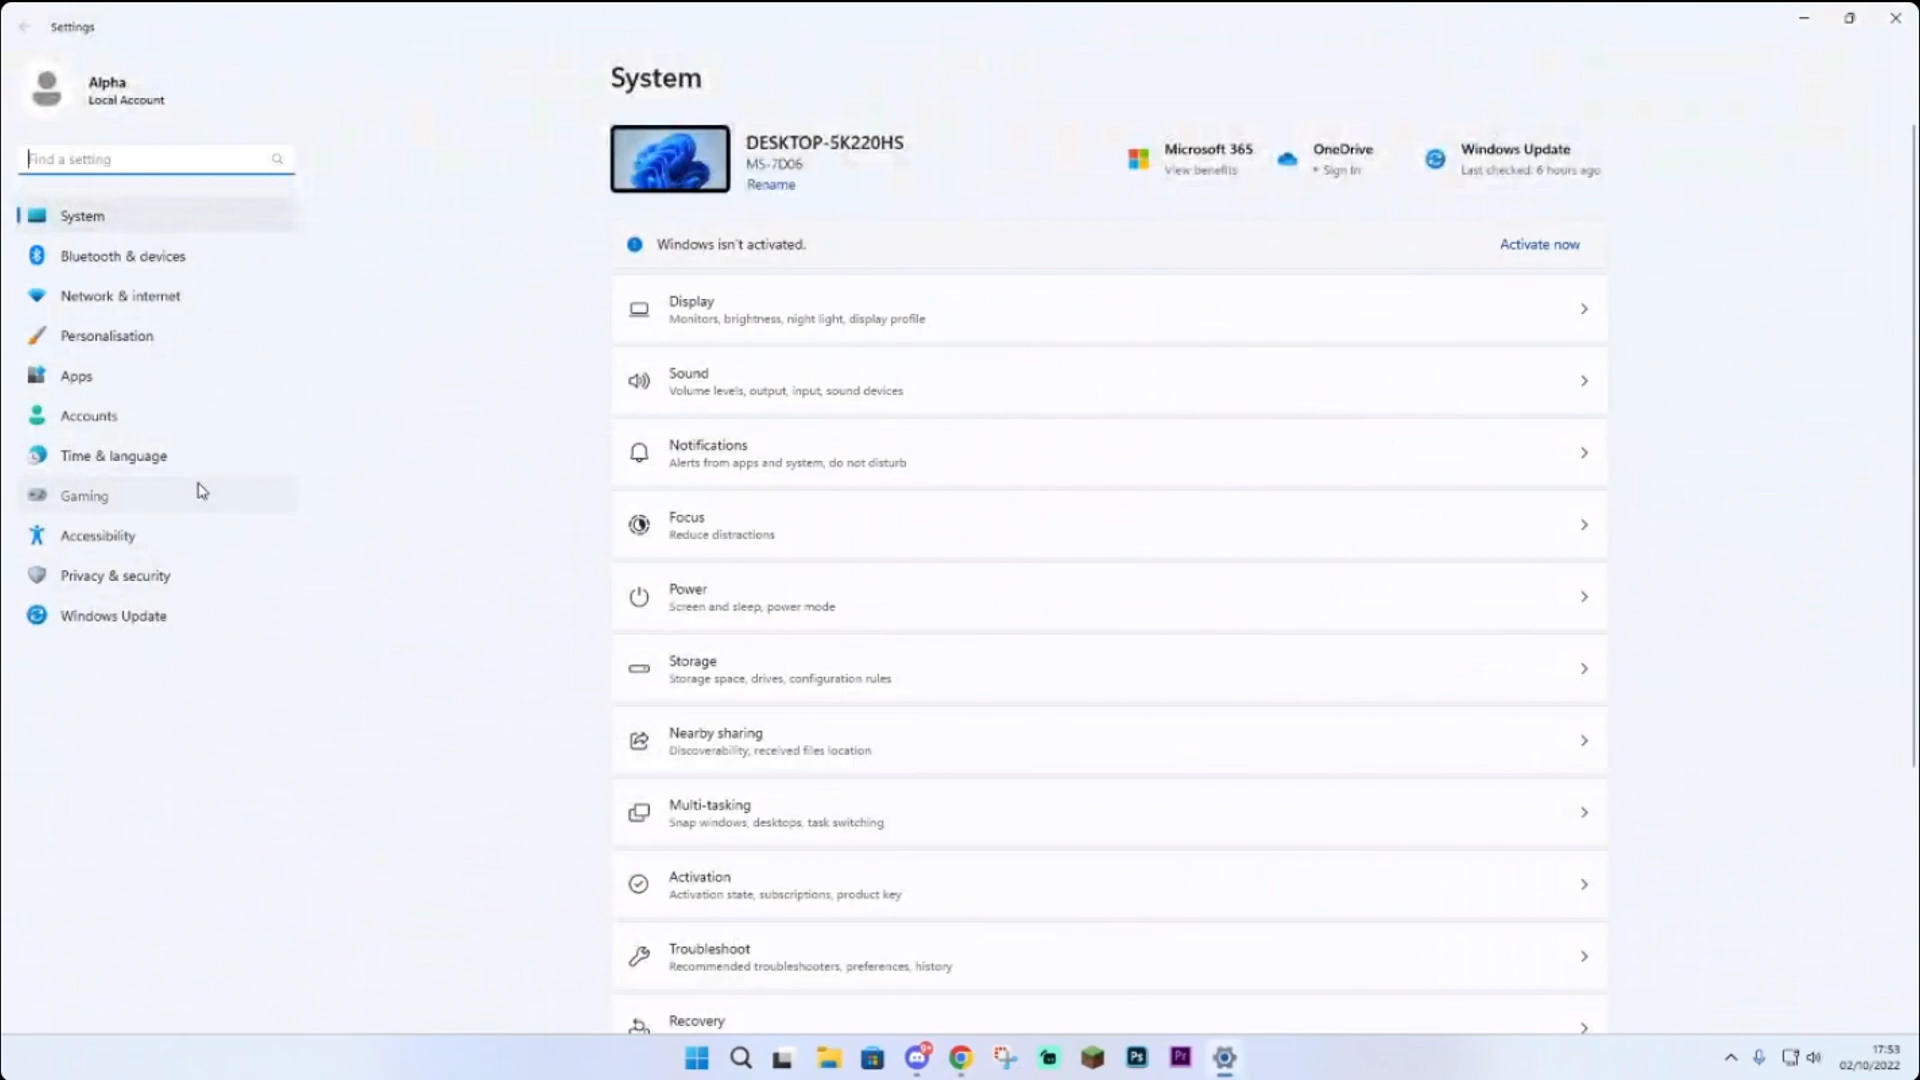 Settings
Alpha
Local Account
Find a setting
System
Bluetooth & devices
Network & internet
Personalisation
Apps
Accounts
Time & language
Gaming
Accessibility
Privacy & security
Windows Update
System
DESKTOP-5K220HS
MS-7D06
Rename
Microsoft 365
View benefits
OneDrive
• Sign In
Windows Update
Last checked: 6 hours ago
Windows isn't activated.
Activate now
Display
Monitors, brightness, night light, display profile
Sound
Volume levels, output, input, sound devices
Notifications
Alerts from apps and system, do not disturb
Focus
Reduce distractions
Power
Screen and sleep, power mode
Storage
Storage space, drives, configuration rules
Nearby sharing
Discoverability, received files location
Multi-tasking
Snap windows, desktops, task switching
Activation
Activation state, subscriptions, product key
Troubleshoot
Recommended troubleshooters, preferences, history
Recovery
9+
Ps
Pr
17:53
02/10/2022